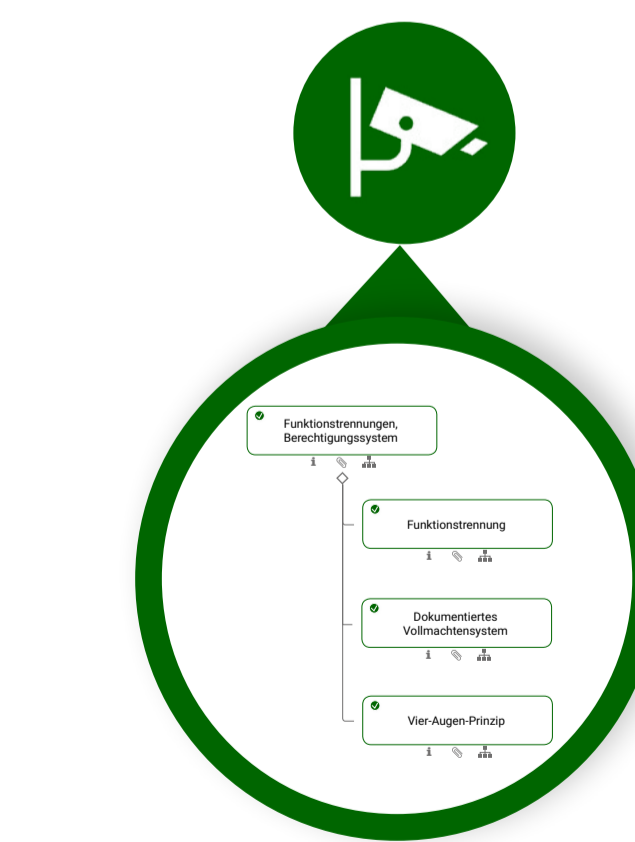 Funktionstrennungen,
Berechtigungssystem
Funktionstrennung
Dokumentiertes
Vollmachtensystem
Vier-Augen-Prinzip